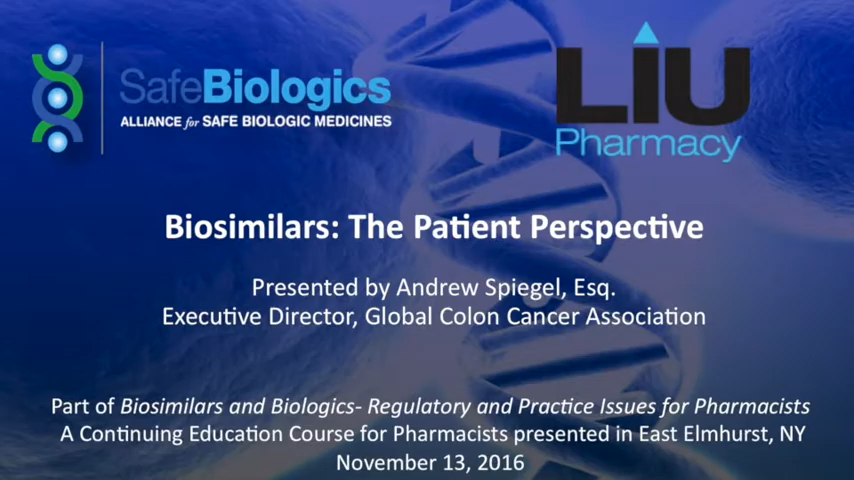 SafeBiologics
ALLIANCE for SAFE BIOLOGIC MEDICINES
LIU
Pharmacy
Biosimilars: The Patient Perspective
Presented by Andrew Spiegel, Esq.
Executive Director, Global Colon Cancer Association
Part of Biosimilars and Biologics- Regulatory and Practice Issues for Pharmacists
A Continuing Education Course for Pharmacists presented in East Elmhurst, NY
November 13, 2016